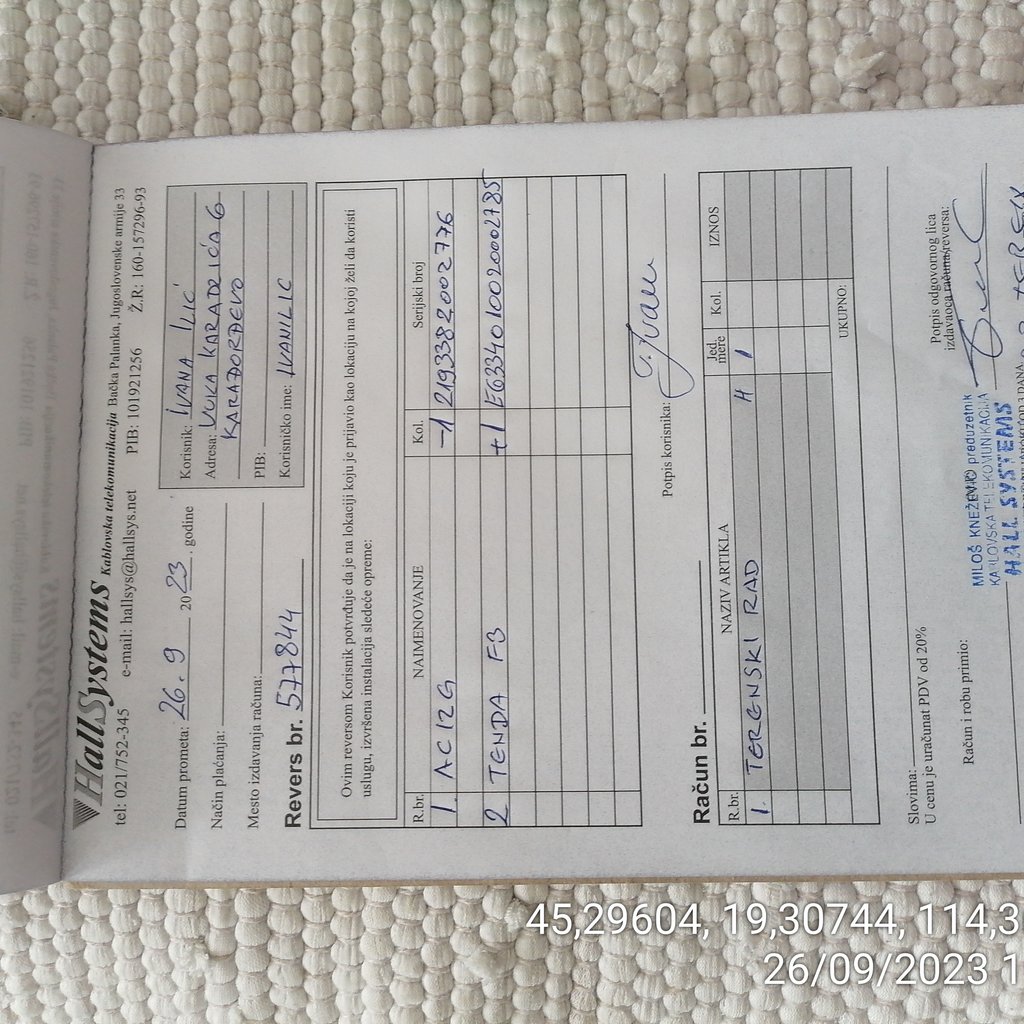 HallSystems Kablovska telekomunikacija Bačka Palanka, Jugoslovenske armije 33
tel: 021/752-345 e-mail: hallsys@hallsys.net PIB: 101921256 Ž.R: 160-157296-93
Datum prometa: 26. 9 2023. godine
Način plaćanja:
Mesto izdavanja računa:
Korisnik: IVANA ILIĆ
Adresa: VUKA KARADZIĆA 6
KARAĐORĐEVO
PIB:
Korisničko ime: IVANILIC
Revers br. 577844
Ovim reversom Korisnik potvrđuje da je na lokaciji koju je prijavio kao lokaciju na kojoj želi da koristi
uslugu, izvršena instalacija sledeće opreme:
R.br. NAIMENOVANJE Kol. Serijski broj
1. AC12G -1 2193382002776
2 TENDA F3 +1 E6334010020002785
Potpis korisnika:
Račun br.
R.br. NAZIV ARTIKLA Jed. mere Kol. IZNOS
1. TERENSKI RAD H 1
UKUPNO:
Slovima:
U cenu je uračunat PDV od 20%
Račun i robu primio:
Potpis odgovornog lica
izdavaoca računa/reversa:
MILOŠ KNEŽEVIĆ preduzetnik
KABLOVSKA TELEKOMUNIKACIJA
HALL SYSTEMS
45,29604, 19,30744, 114,3
26/09/2023 1